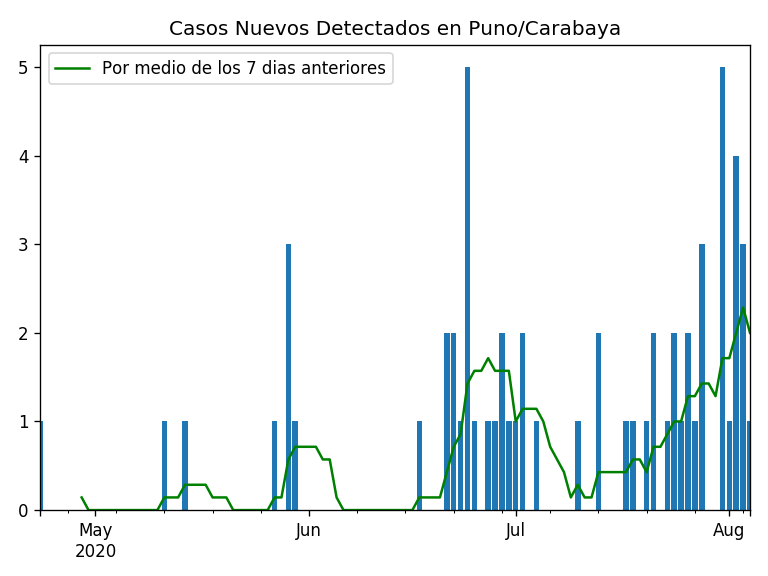 Casos Nuevos Detectados en Puno/Carabaya
Por medio de los 7 dias anteriores
5
4
3
2
1
0
May
2020
Jun
Jul
Aug